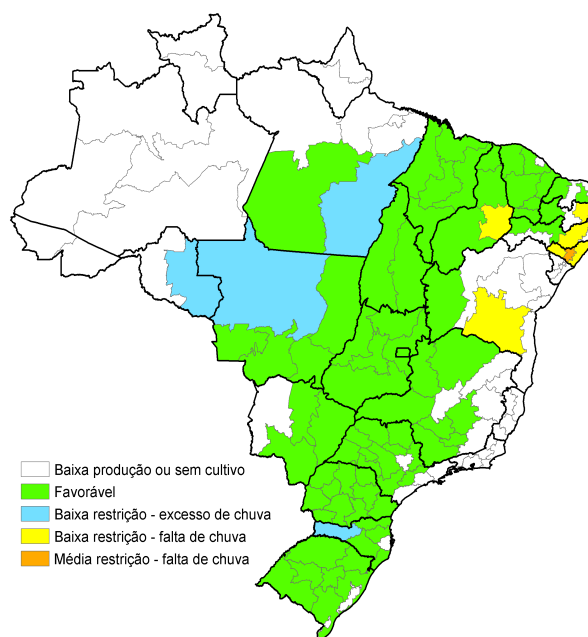 Baixa produção ou sem cultivo
Favorável
Baixa restrição - excesso de chuva
Baixa restrição - falta de chuva
Média restrição - falta de chuva